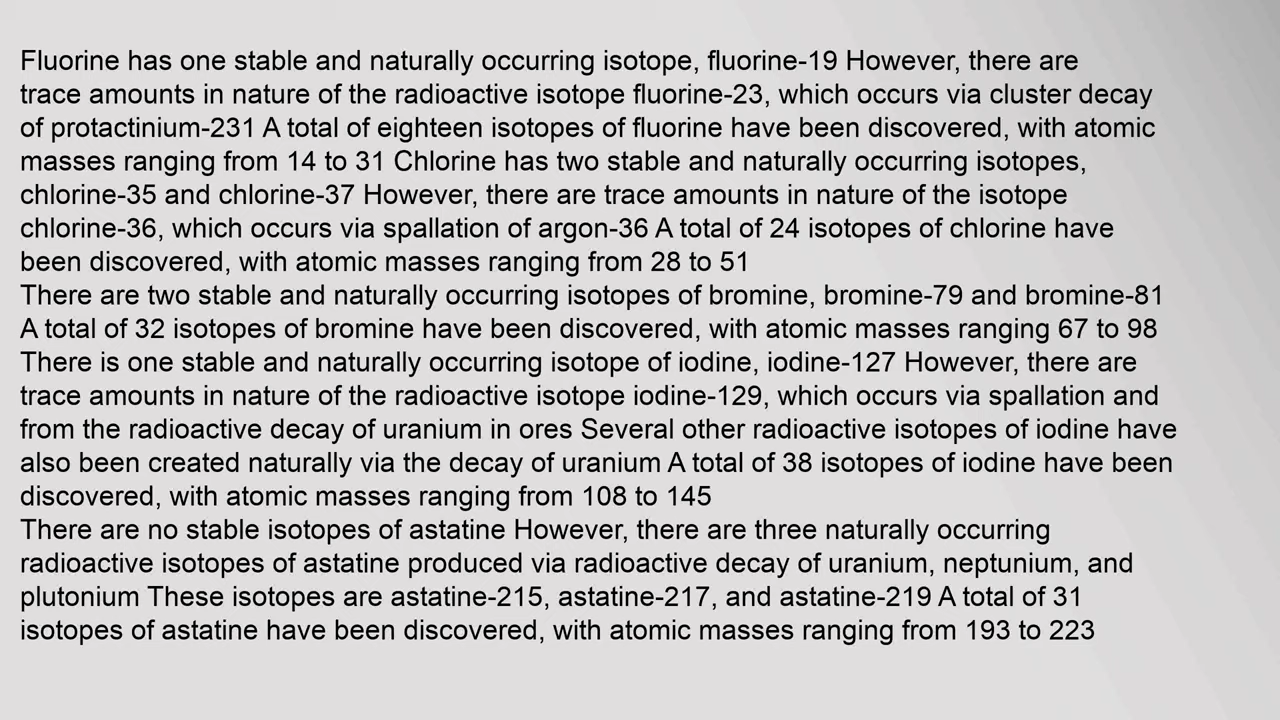 Fluorine has one stable and naturally occurring isotope, fluorine-19 However, there are
trace amounts in nature of the radioactive isotope fluorine-23, which occurs via cluster decay
of protactinium-231 A total of eighteen isotopes of fluorine have been discovered, with atomic
masses ranging from 14 to 31 Chlorine has two stable and naturally occurring isotopes,
chlorine-35 and chlorine-37 However, there are trace amounts in nature of the isotope
chlorine-36, which occurs via spallation of argon-36 A total of 24 isotopes of chlorine have
been discovered, with atomic masses ranging from 28 to 51
There are two stable and naturally occurring isotopes of bromine, bromine-79 and bromine-81
A total of 32 isotopes of bromine have been discovered, with atomic masses ranging 67 to 98
There is one stable and naturally occurring isotope of iodine, iodine-127 However, there are
trace amounts in nature of the radioactive isotope iodine-129, which occurs via spallation and
from the radioactive decay of uranium in ores Several other radioactive isotopes of iodine have
also been created naturally via the decay of uranium A total of 38 isotopes of iodine have been
discovered, with atomic masses ranging from 108 to 145
There are no stable isotopes of astatine However, there are three naturally occurring
radioactive isotopes of astatine produced via radioactive decay of uranium, neptunium, and
plutonium These isotopes are astatine-215, astatine-217, and astatine-219 A total of 31
isotopes of astatine have been discovered, with atomic masses ranging from 193 to 223